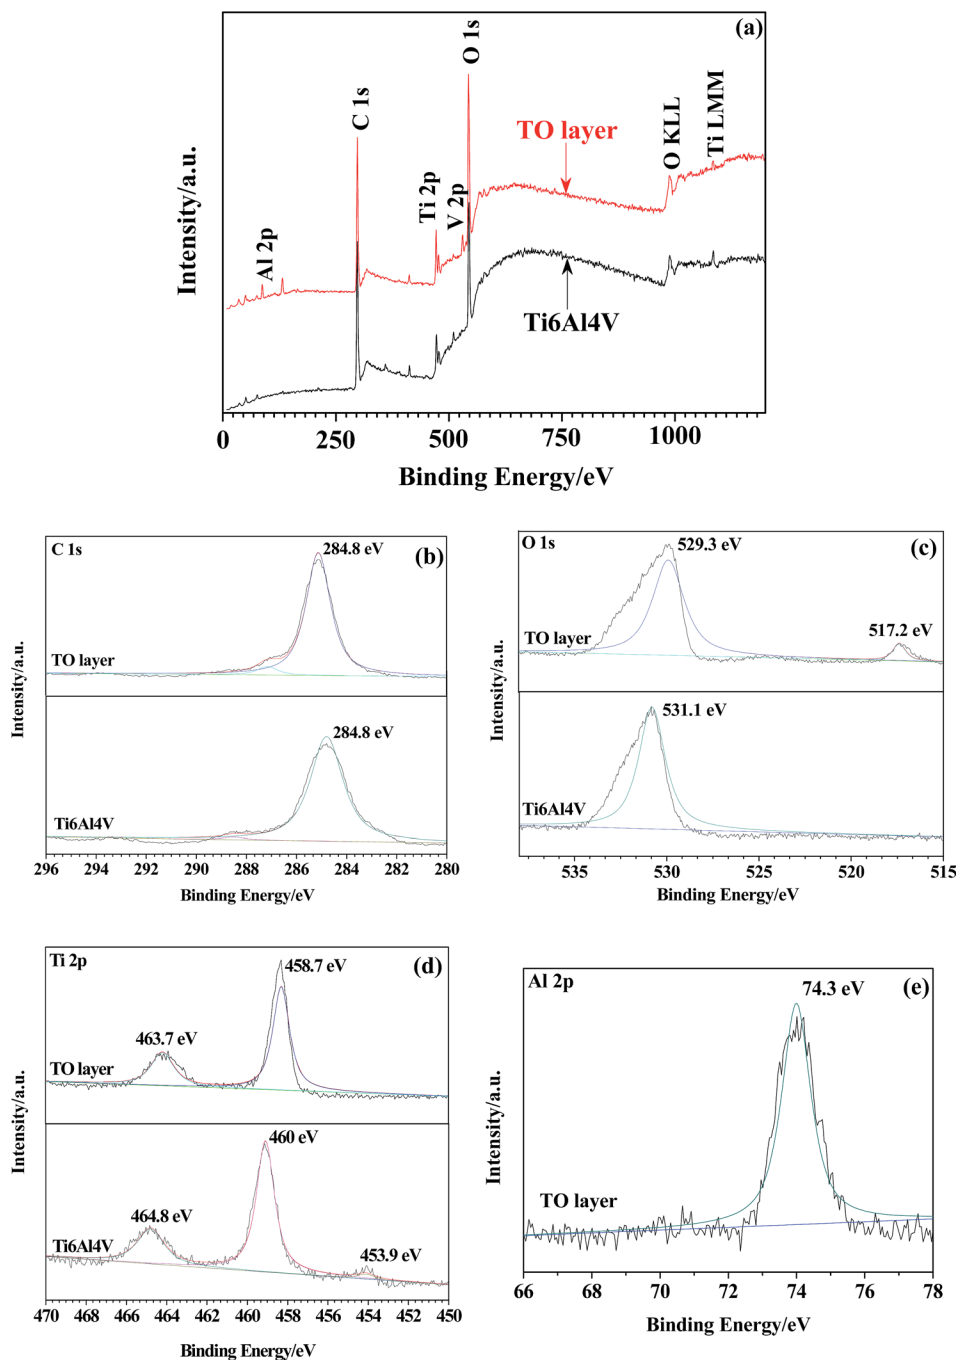 (a)
O 1s
C 1s
TO layer
O KLL
Ti LMM
Ti 2p
V 2p
Al 2p
Ti6Al4V
Intensity/a.u.
0 250 500 750 1000
Binding Energy/eV
C 1s
(b)
284.8 eV
TO layer
284.8 eV
Ti6Al4V
Intensity/a.u.
296 294 292 290 288 286 284 282 280
Binding Energy/eV
O 1s
(c)
529.3 eV
TO layer
517.2 eV
531.1 eV
Ti6Al4V
Intensity/a.u.
535 530 525 520 515
Binding Energy/eV
Ti 2p
(d)
458.7 eV
463.7 eV
TO layer
460 eV
464.8 eV
Ti6Al4V
453.9 eV
Intensity/a.u.
470 468 466 464 462 460 458 456 454 452 450
Binding Energy/eV
Al 2p
(e)
74.3 eV
TO layer
Intensity/a.u.
66 68 70 72 74 76 78
Binding Energy/eV